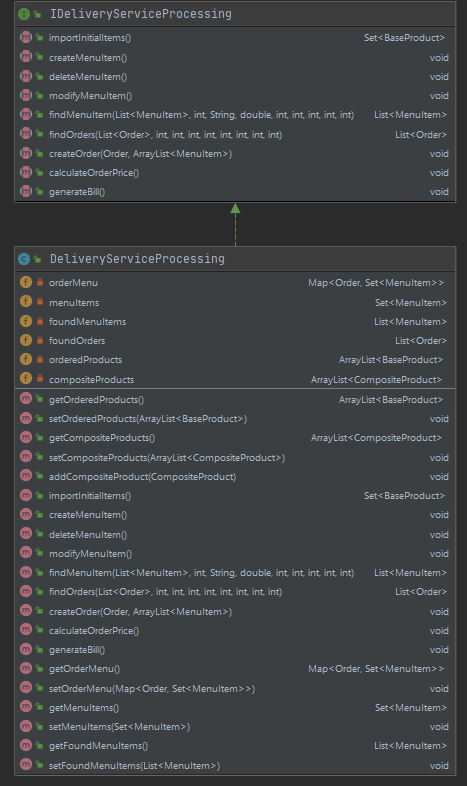 IDeliveryServiceProcessing
importInitialItems() Set<BaseProduct>
createMenuItem() void
deleteMenuItem() void
modifyMenuItem() void
findMenuItem(List<MenuItem>, int, String, double, int, int, int, int, int) List<MenuItem>
findOrders(List<Order>, int, int, int, int, int, int, int, int) List<Order>
createOrder(Order, ArrayList<MenuItem>) void
calculateOrderPrice() void
generateBill() void
DeliveryServiceProcessing
orderMenu Map<Order, Set<MenuItem>>
menuItems Set<MenuItem>
foundMenuItems List<MenuItem>
foundOrders List<Order>
orderedProducts ArrayList<BaseProduct>
compositeProducts ArrayList<CompositeProduct>
getOrderedProducts() ArrayList<BaseProduct>
setOrderedProducts(ArrayList<BaseProduct>) void
getCompositeProducts() ArrayList<CompositeProduct>
setCompositeProducts(ArrayList<CompositeProduct>) void
addCompositeProduct(CompositeProduct) void
importInitialItems() Set<BaseProduct>
createMenuItem() void
deleteMenuItem() void
modifyMenuItem() void
findMenuItem(List<MenuItem>, int, String, double, int, int, int, int, int) List<MenuItem>
findOrders(List<Order>, int, int, int, int, int, int, int, int) List<Order>
createOrder(Order, ArrayList<MenuItem>) void
calculateOrderPrice() void
generateBill() void
getOrderMenu() Map<Order, Set<MenuItem>>
setOrderMenu(Map<Order, Set<MenuItem>>) void
getMenuItems() Set<MenuItem>
setMenuItems(Set<MenuItem>) void
getFoundMenuItems() List<MenuItem>
setFoundMenuItems(List<MenuItem>) void